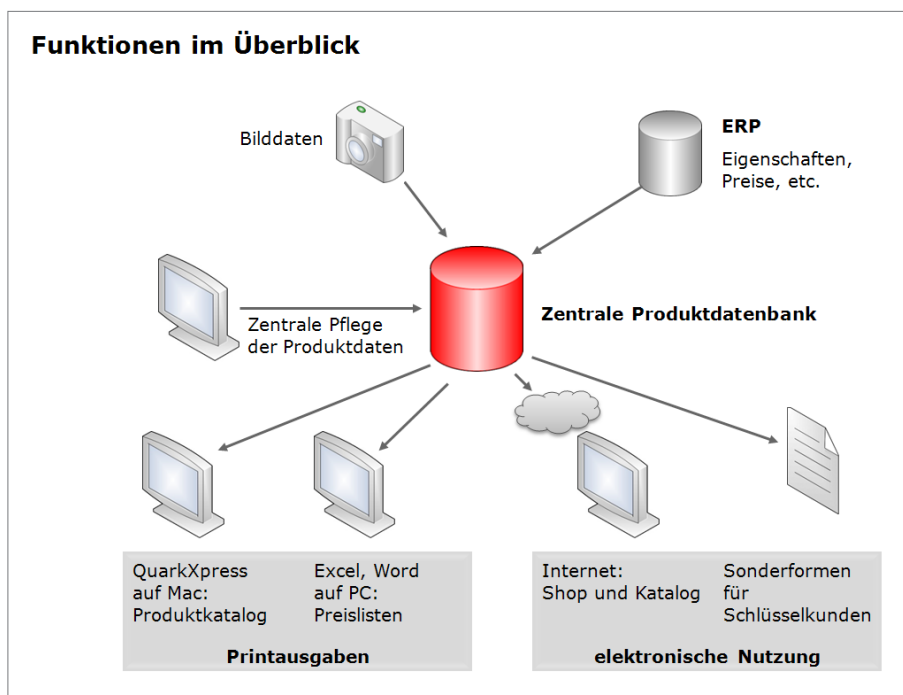 Funktionen im Überblick
Bilddaten
ERP
Eigenschaften,
Preise, etc.
Zentrale Produktdatenbank
Zentrale Pflege
der Produktdaten
QuarkXpress
auf Mac:
Produktkatalog
Excel, Word
auf PC:
Preislisten
Printausgaben
Internet:
Shop und Katalog
Sonderformen
für
Schlüsselkunden
elektronische Nutzung